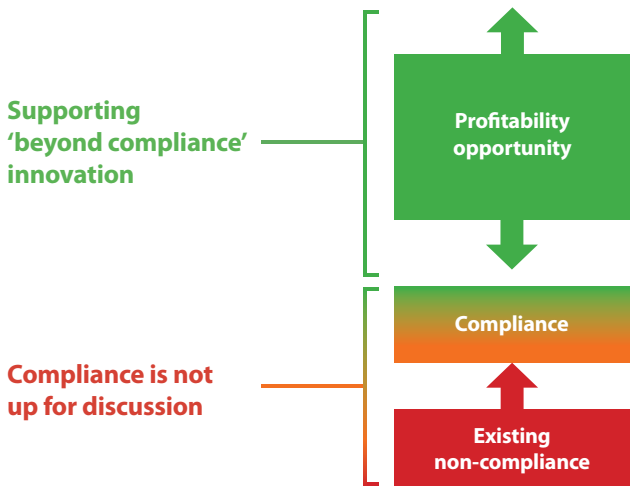 Supporting
‘beyond compliance’
innovation
Profitability
opportunity
Compliance
Compliance is not
up for discussion
Existing
non-compliance